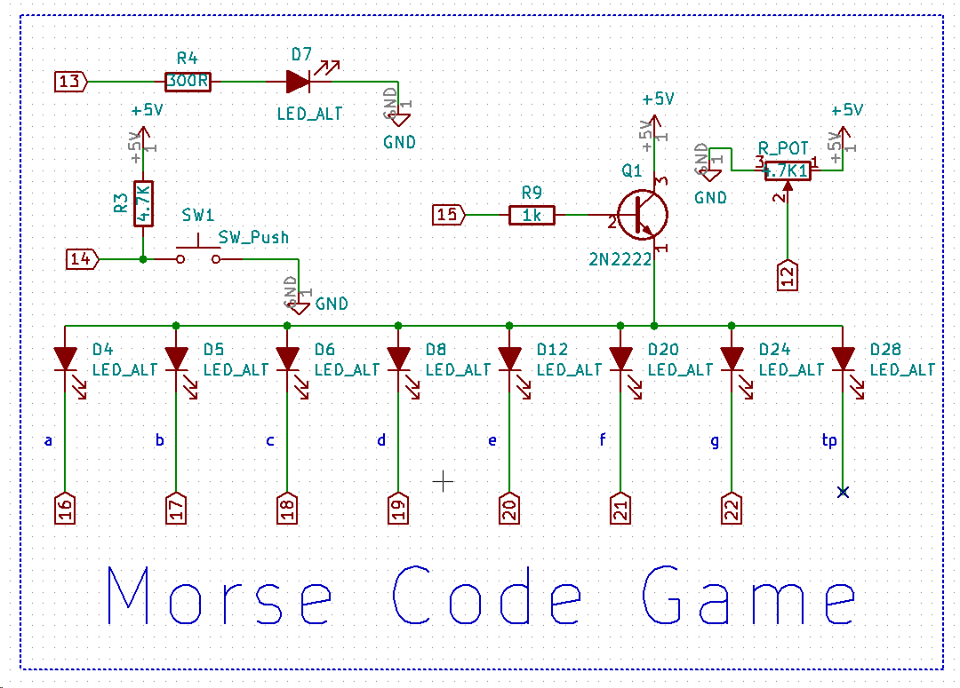 13
R4
300R
D7
LED_ALT
GND
1
GND
+5V
+5V
1
R3
4.7K
14
SW1
SW_Push
GND
1
GND
15
R9
1k
+5V
+5V
1
Q1
3
2
1
2N2222
GND
1
GND
R_POT
3
4.7K1
1
2
+5V
+5V
1
12
D4
LED_ALT
D5
LED_ALT
D6
LED_ALT
D8
LED_ALT
D12
LED_ALT
D20
LED_ALT
D24
LED_ALT
D28
LED_ALT
a
b
c
d
e
f
g
tp
16
17
18
19
20
21
22
Morse Code Game